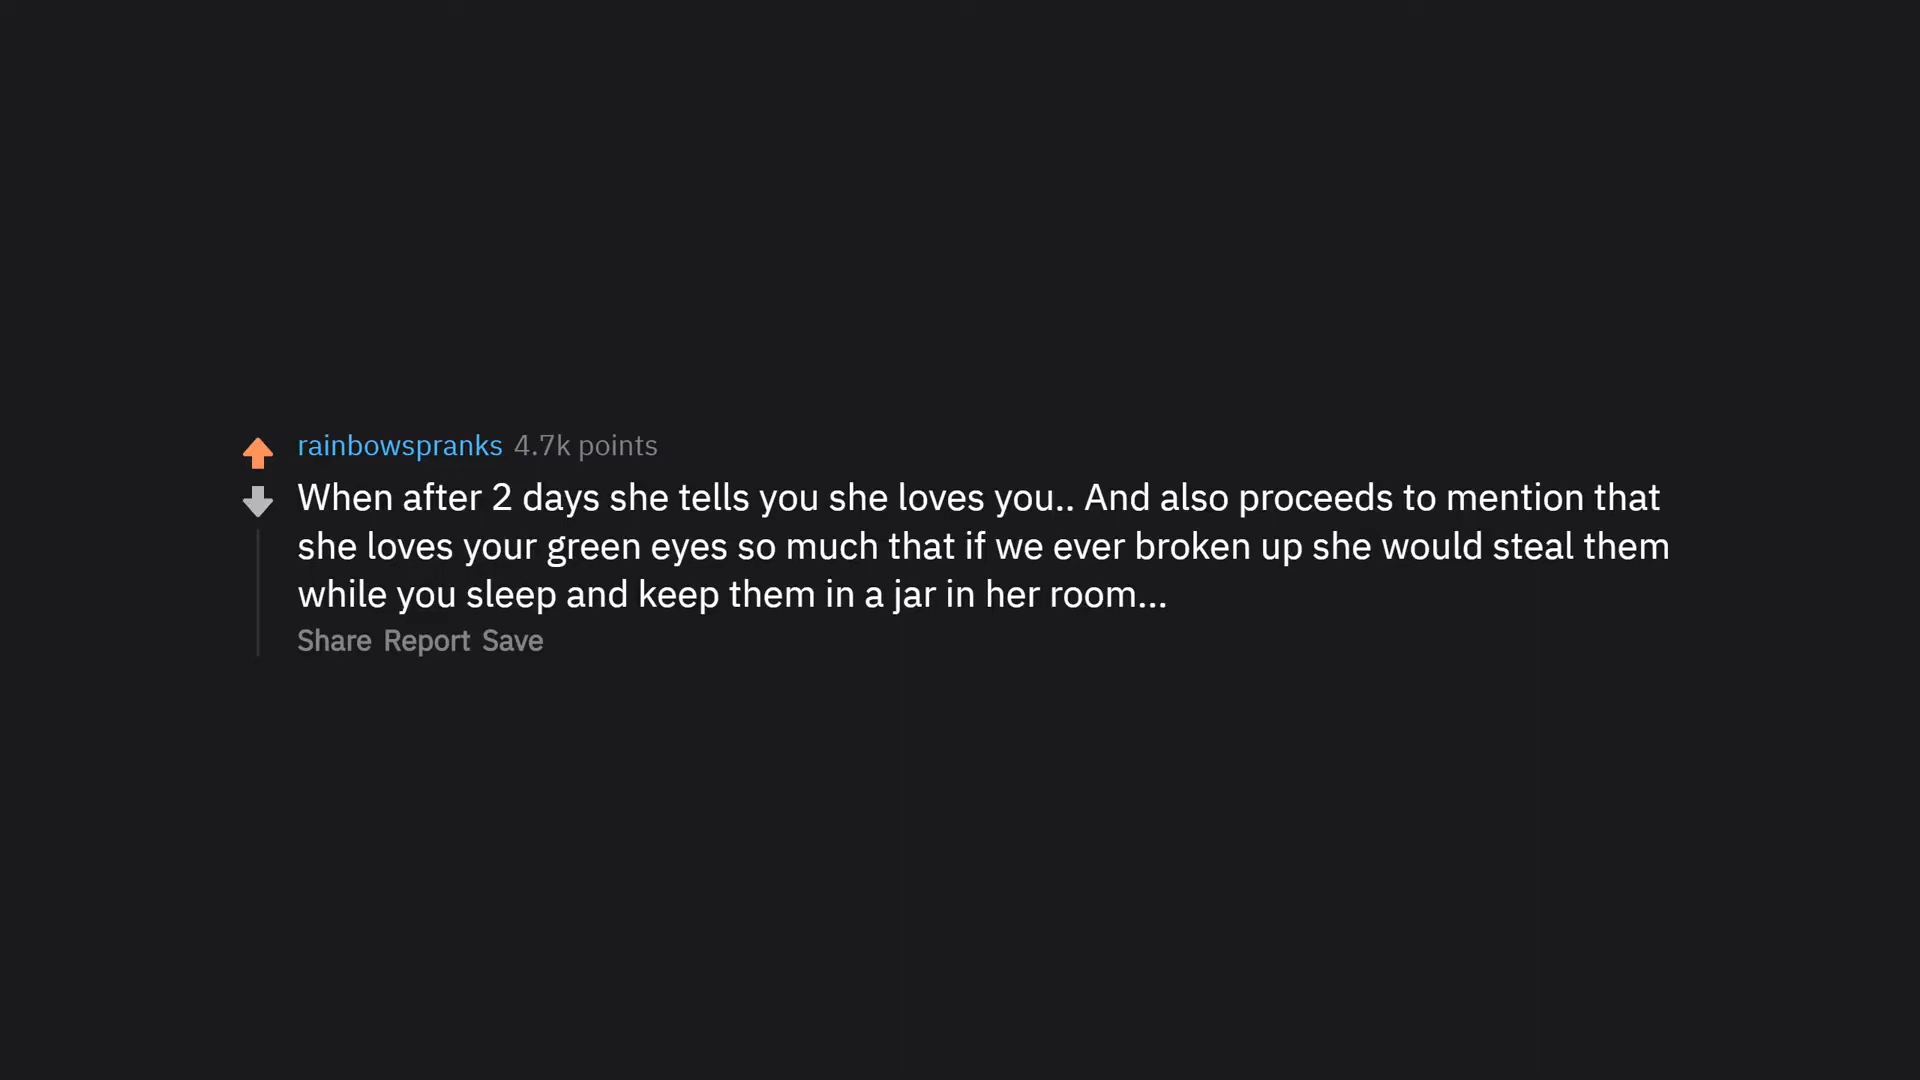 rainbowspranks 4.7k points
When after 2 days she tells you she loves you.. And also proceeds to mention that
she loves your green eyes so much that if we ever broken up she would steal them
while you sleep and keep them in a jar in her room...
Share Report Save